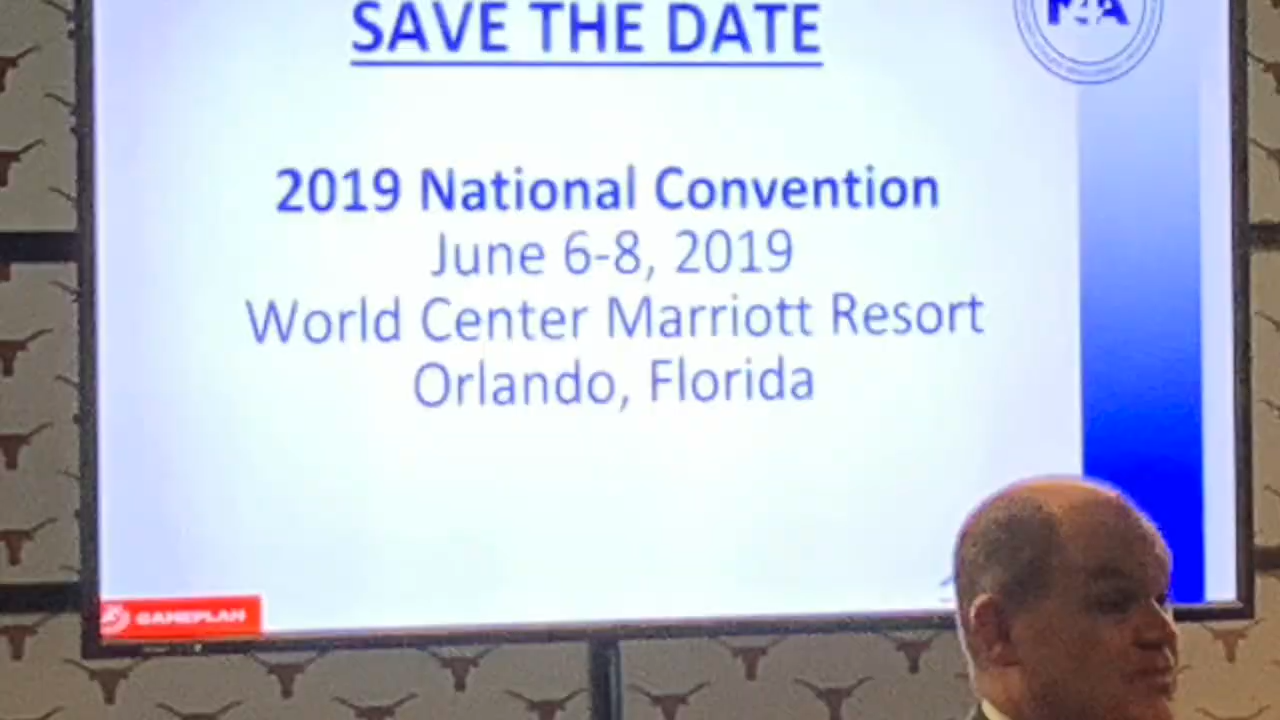 SAVE THE DATE
2019 National Convention
June 6-8, 2019
World Center Marriott Resort
Orlando, Florida
GAMEPLAN